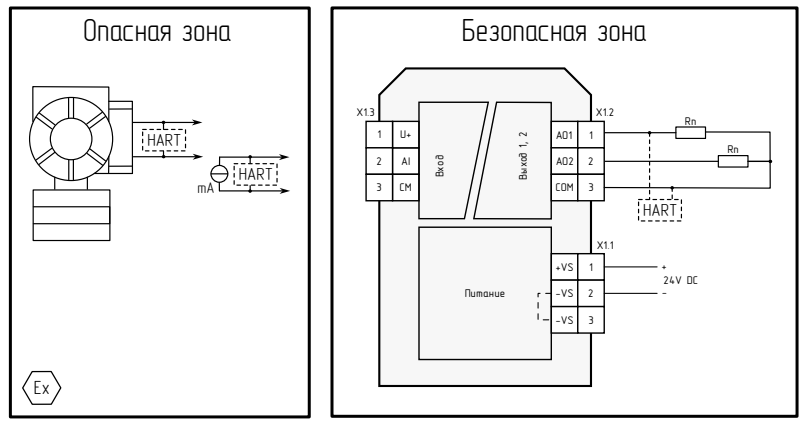 Опасная зона
HART
HART
mA
Ex
Безопасная зона
X1.3
1 U+
2 AI
3 CM
Вход
Выход 1, 2
X1.2
AO1 1
AO2 2
COM 3
Rn
Rn
HART
Питание
X1.1
+VS 1
-VS 2
-VS 3
+
24V DC
-